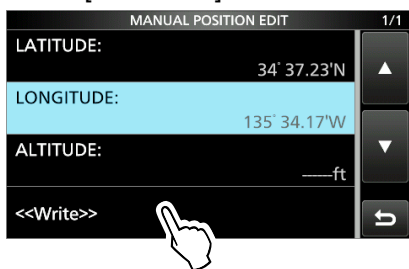 MANUAL POSITION EDIT 1/1
LATITUDE:
34°37.23'N
LONGITUDE:
135°34.17'W
ALTITUDE:
-----ft
<<Write>>